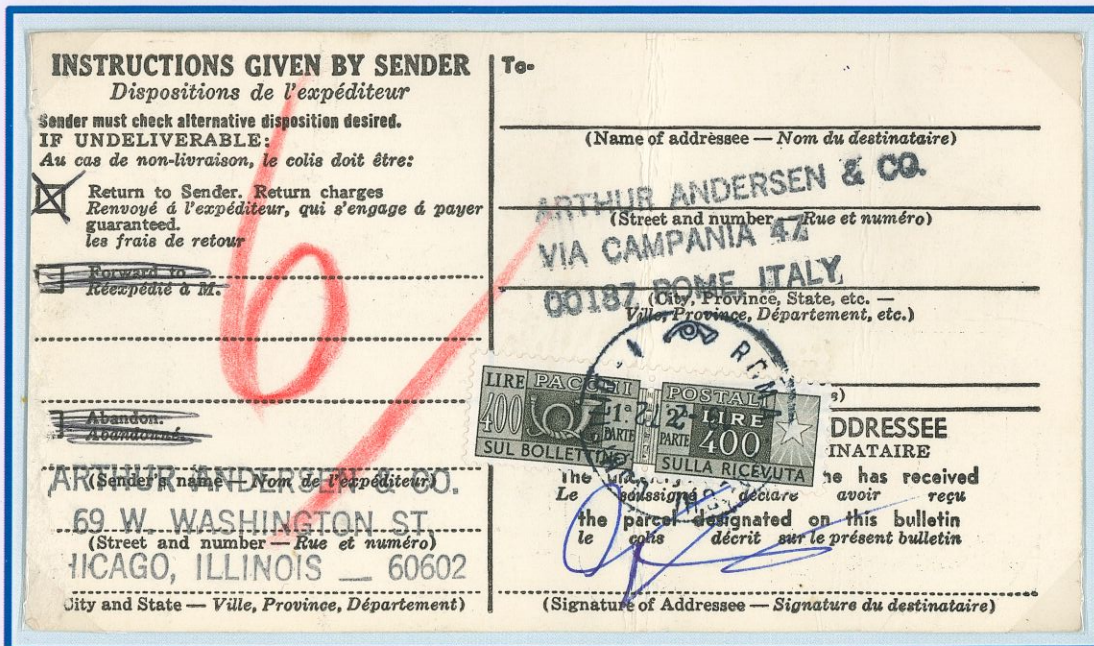 INSTRUCTIONS GIVEN BY SENDER
Dispositions de l'expéditeur
Sender must check alternative disposition desired.
IF UNDELIVERABLE:
Au cas de non-livraison, le colis doit être:
Return to Sender. Return charges
Renvoyé á l'expéditeur, qui s'engage á payer
guaranteed.
les frais de retour
Forward to
Réexpédié à M.
Abandon.
Abandonné.
ARTHUR ANDERSEN & CO.
(Sender's name — Nom de l'expéditeur)
69 W. WASHINGTON ST.
(Street and number — Rue et numéro)
HICAGO, ILLINOIS — 60602
City and State — Ville, Province, Département)
6/
To-
(Name of addressee — Nom du destinataire)
ARTHUR ANDERSEN & CO.
(Street and number — Rue et numéro)
VIA CAMPANIA 47
00187 ROME, ITALY
(City, Province, State, etc. —
Ville, Province, Département, etc.)
ROMA
s)
LIRE PACCHI
400 1ª PARTE
SUL BOLLETTINO
POSTALI
2ª PARTE LIRE 400
SULLA RICEVUTA
DDRESSEE
INATAIRE
The he has received
Le soussigné déclare avoir reçu
the parcel designated on this bulletin
le colis décrit sur le présent bulletin
(Signature of Addressee — Signature du destinataire)